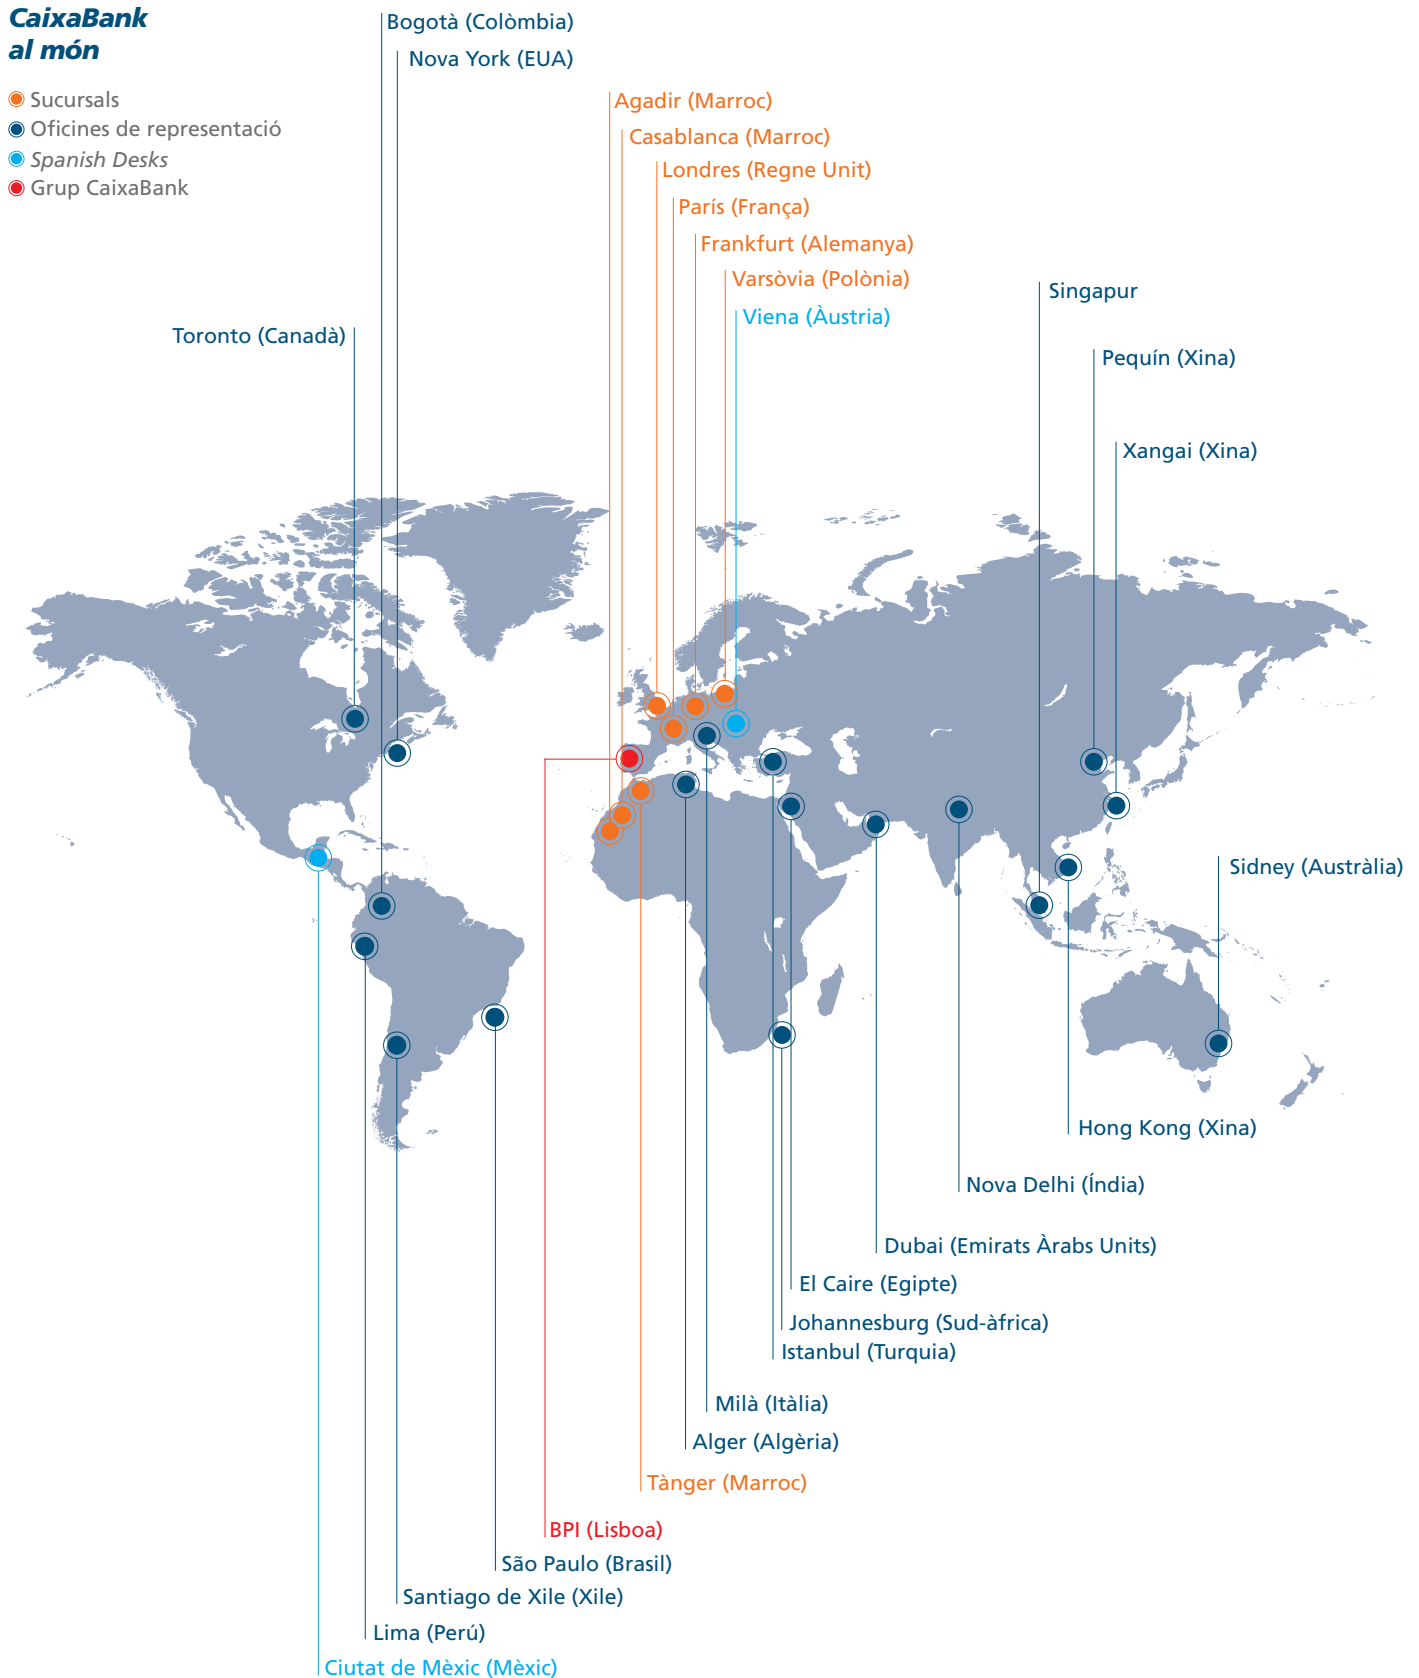 CaixaBank
al món
Sucursals
Oficines de representació
Spanish Desks
Grup CaixaBank
Bogotà (Colòmbia)
Nova York (EUA)
Agadir (Marroc)
Casablanca (Marroc)
Londres (Regne Unit)
París (França)
Frankfurt (Alemanya)
Varsòvia (Polònia)
Singapur
Viena (Àustria)
Toronto (Canadà)
Pequín (Xina)
Xangai (Xina)
Sidney (Austràlia)
Hong Kong (Xina)
Nova Delhi (Índia)
Dubai (Emirats Àrabs Units)
El Caire (Egipte)
Johannesburg (Sud-àfrica)
Istanbul (Turquia)
Milà (Itàlia)
Alger (Algèria)
Tànger (Marroc)
BPI (Lisboa)
São Paulo (Brasil)
Santiago de Xile (Xile)
Lima (Perú)
Ciutat de Mèxic (Mèxic)